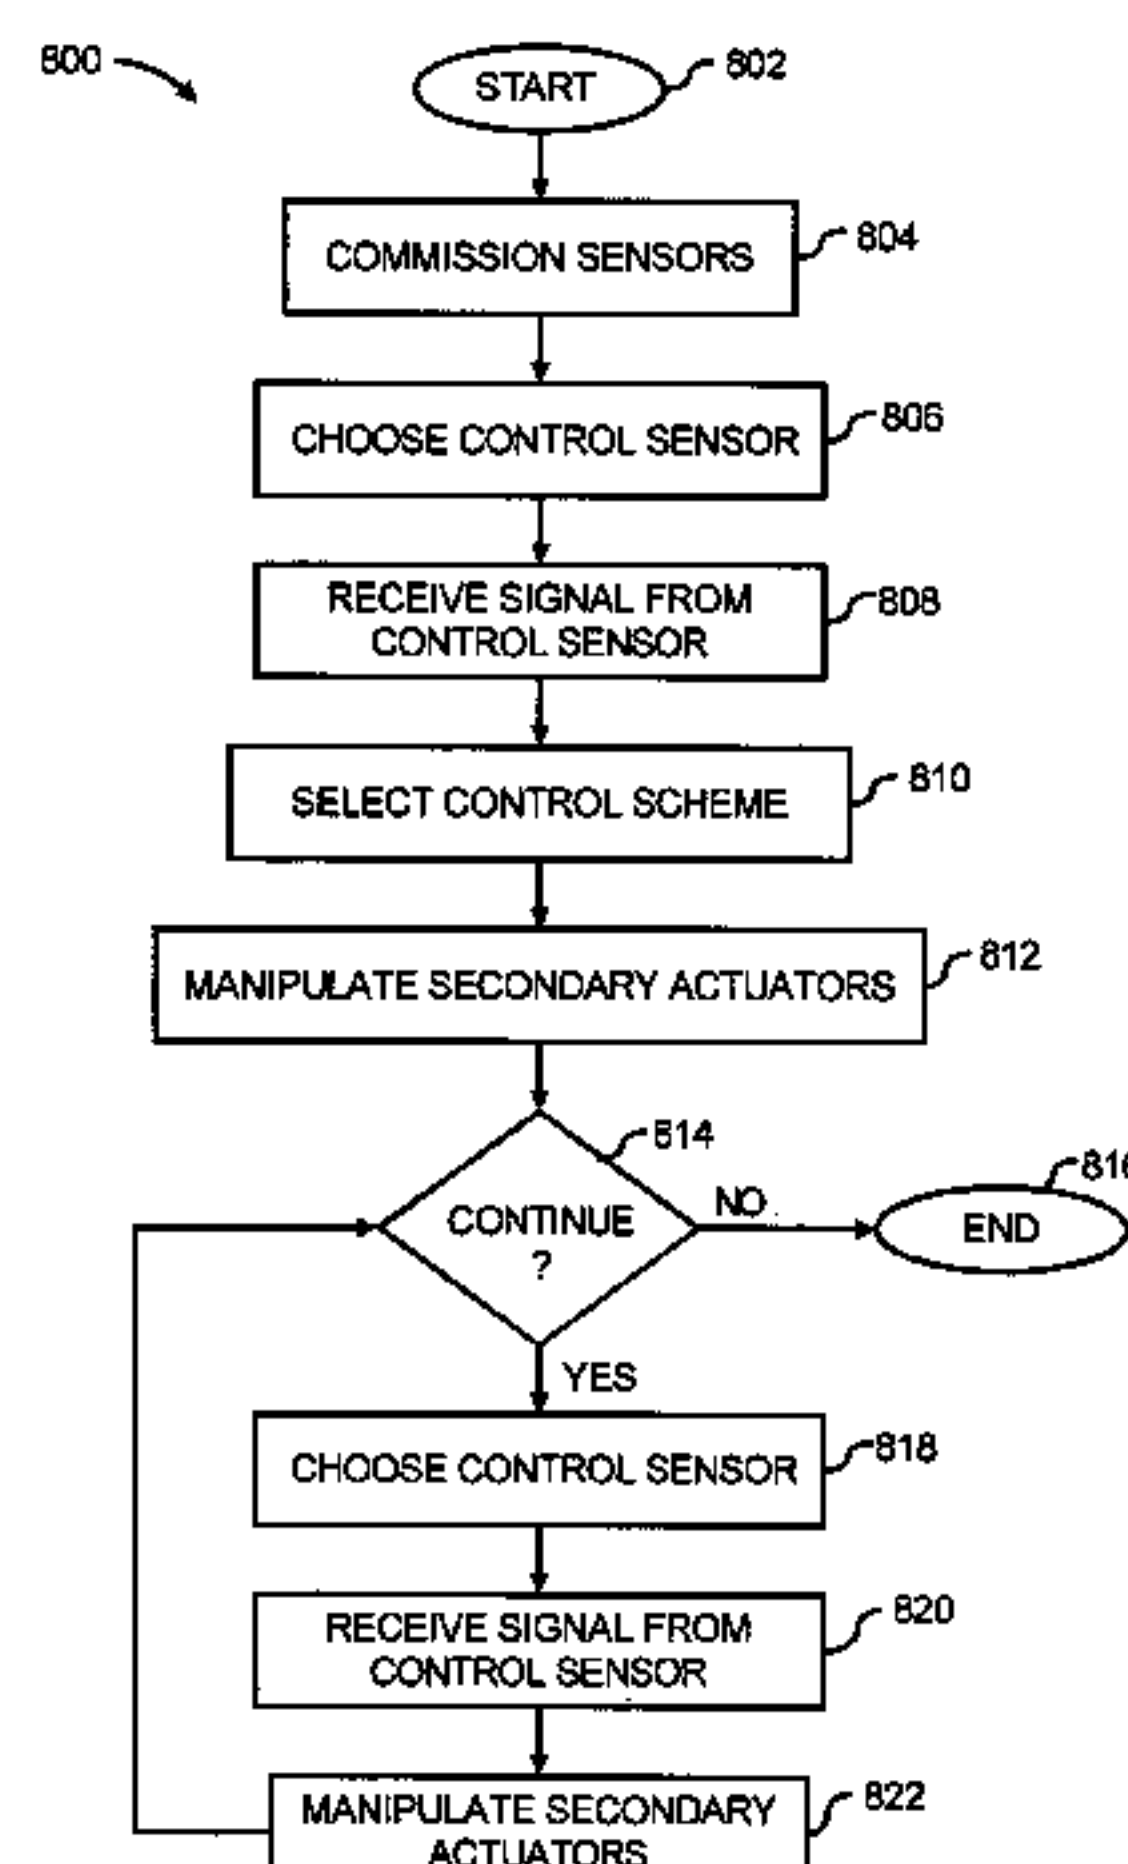 800
START
802
COMMISSION SENSORS
804
CHOOSE CONTROL SENSOR
806
RECEIVE SIGNAL FROM
CONTROL SENSOR
808
SELECT CONTROL SCHEME
810
MANIPULATE SECONDARY ACTUATORS
812
814
CONTINUE
?
NO
816
END
YES
CHOOSE CONTROL SENSOR
818
RECEIVE SIGNAL FROM
CONTROL SENSOR
820
MANIPULATE SECONDARY
ACTUATORS
822